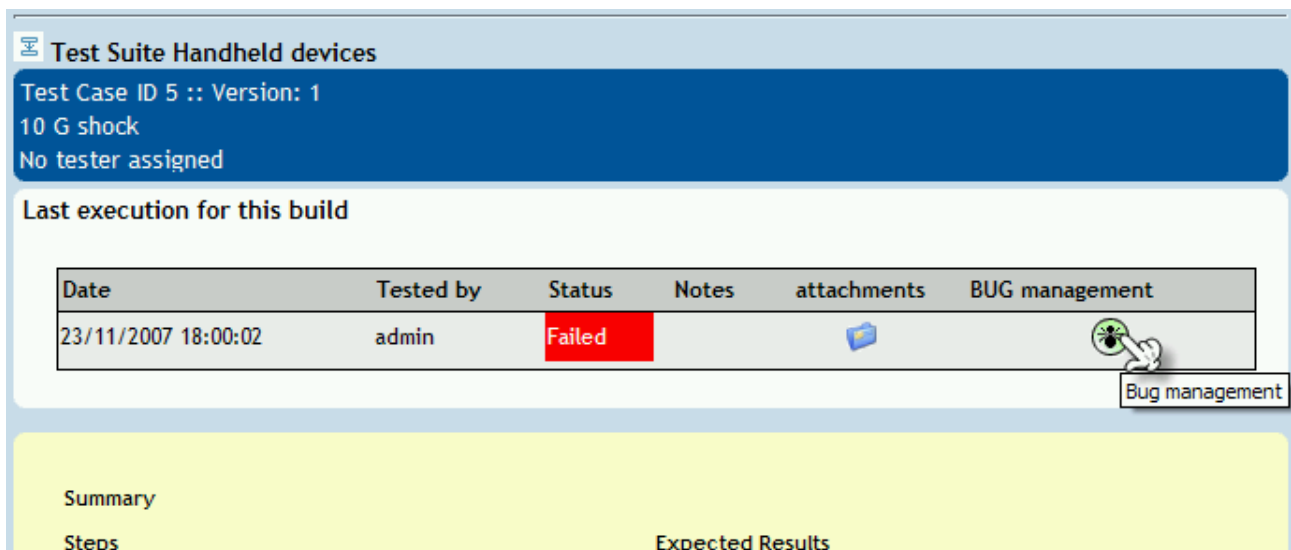 Test Suite Handheld devices
Test Case ID 5 :: Version: 1
10 G shock
No tester assigned
Last execution for this build
Date Tested by Status Notes attachments BUG management
23/11/2007 18:00:02 admin Failed
Bug management
Summary
Steps Expected Results